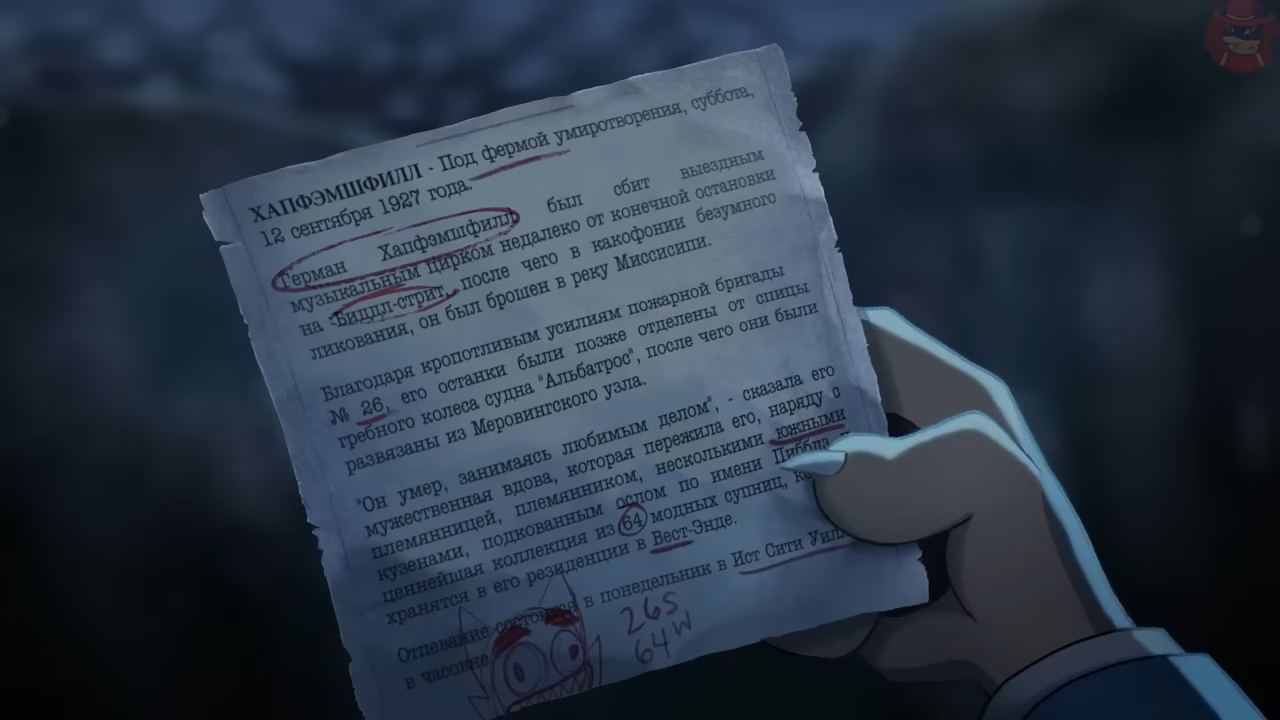 ХАПФЭМШФИЛЛ - Под фермой умиротворения, суббота,
12 сентября 1927 года.
Герман Хапфэмшфилл был сбит выездным
музыкальным цирком недалеко от конечной остановки
на Биддл-стрит, после чего в какофонии безумного
ликования, он был брошен в реку Миссисипи.
Благодаря кропотливым усилиям пожарной бригады
№ 26, его останки были позже отделены от спицы
гребного колеса судна "Альбатрос", после чего они были
развязаны из Меровингского узла.
"Он умер, занимаясь любимым делом", - сказала его
мужественная вдова, которая пережила его, наряду с
племянницей, племянником, несколькими южными
кузенами, подкованным ослом по имени Пибблз
ценнейшая коллекция из 64 модных супниц,
хранятся в его резиденции в Вест-Энде.
Отпевание состоится в понедельник в Ист Сити
в часовне
26S
64W